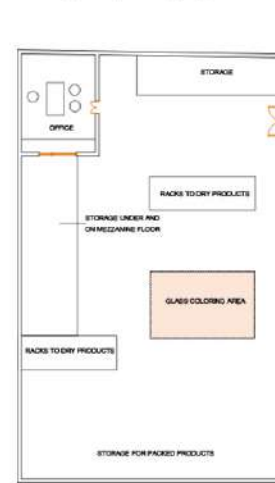 STORAGE
OFFICE
RACKS TO DRY PRODUCTS
STORAGE UNDER AND
ON MEZZANINE FLOOR
GLASS COLORING AREA
RACKS TO DRY PRODUCTS
STORAGE FOR PACKED PRODUCTS